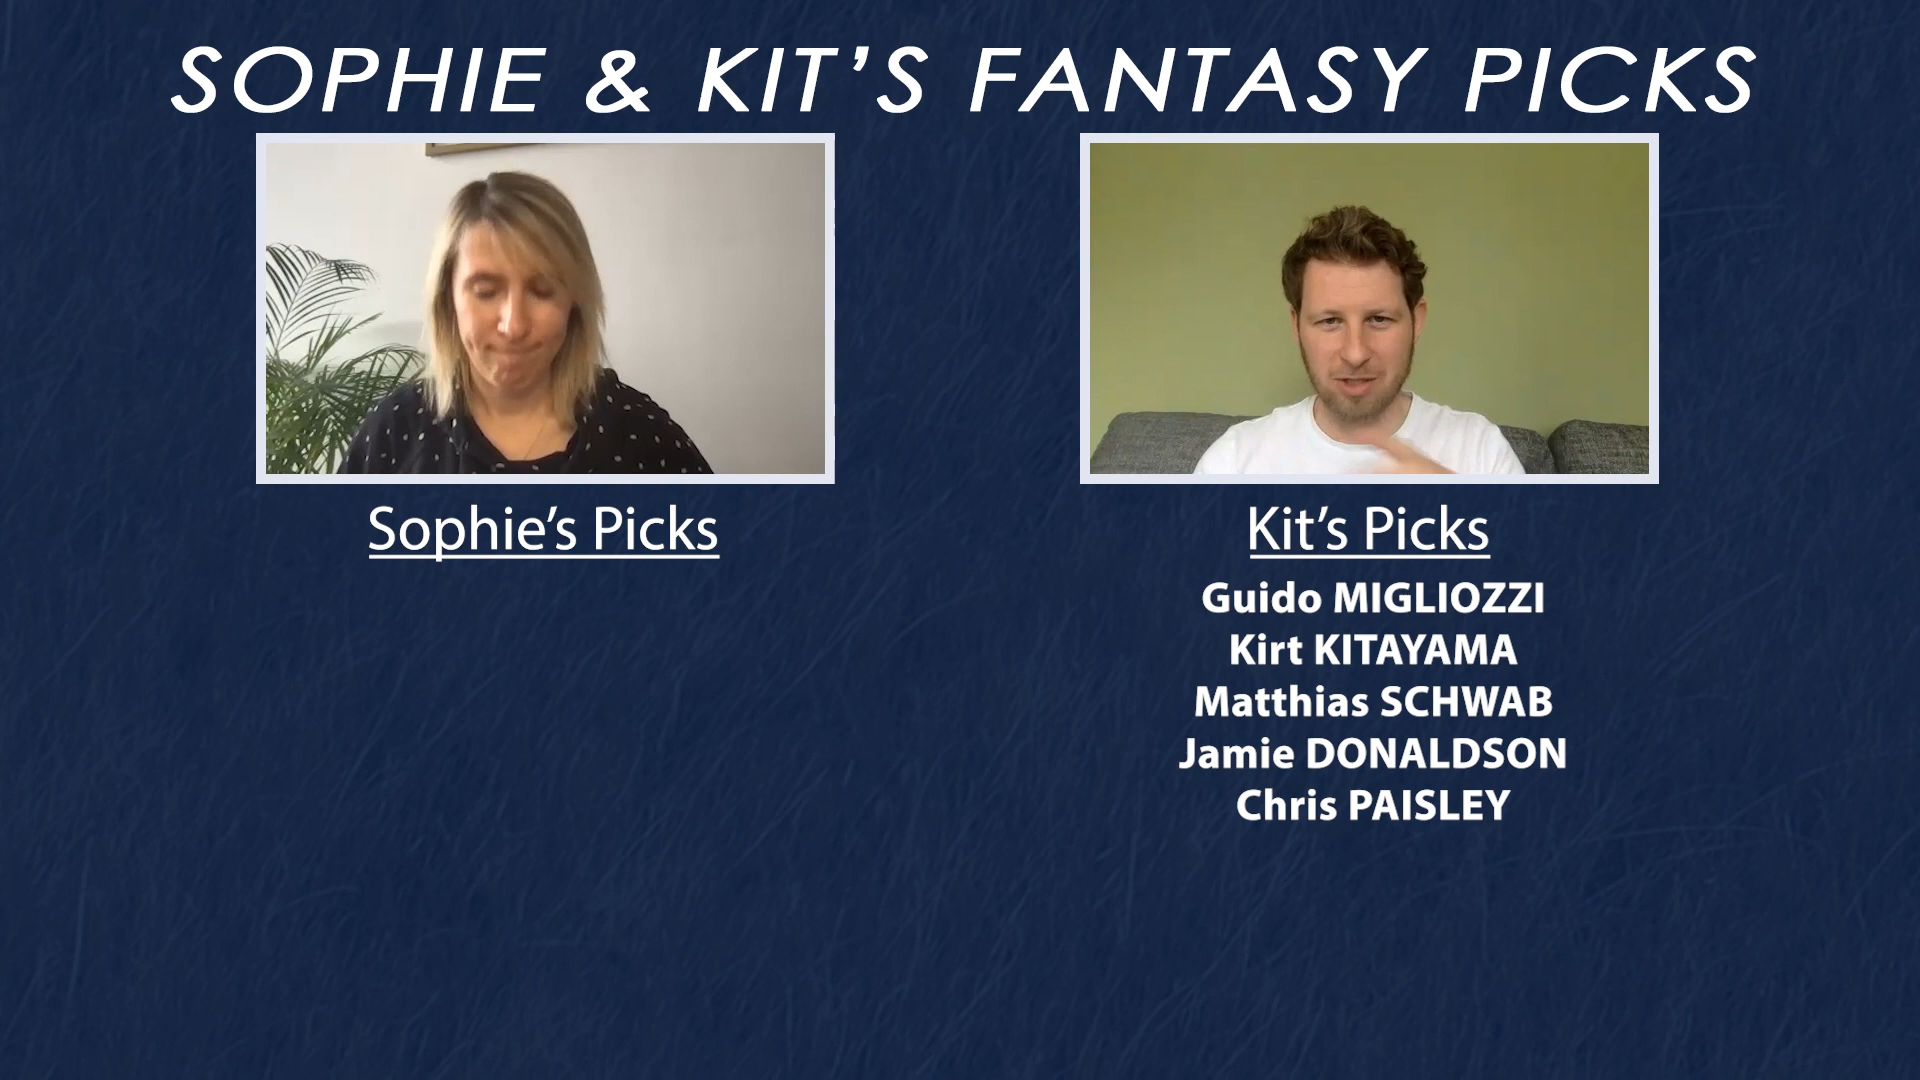 SOPHIE & KIT’S FANTASY PICKS
Sophie’s Picks
Kit’s Picks
Guido MIGLIOZZI
Kirt KITAYAMA
Matthias SCHWAB
Jamie DONALDSON
Chris PAISLEY